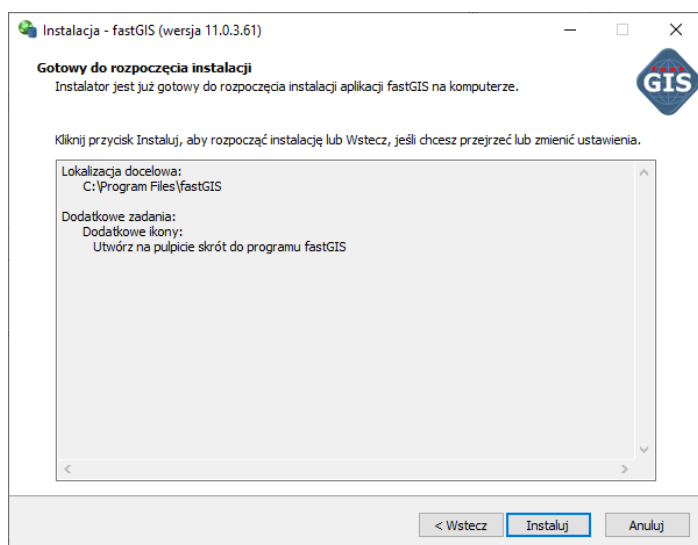 Instalacja - fastGIS (wersja 11.0.3.61)
Gotowy do rozpoczęcia instalacji
Instalator jest już gotowy do rozpoczęcia instalacji aplikacji fastGIS na komputerze.
GIS
Kliknij przycisk Instaluj, aby rozpocząć instalację lub Wstecz, jeśli chcesz przejrzeć lub zmienić ustawienia.
Lokalizacja docelowa:
C:\Program Files\fastGIS
Dodatkowe zadania:
Dodatkowe ikony:
Utwórz na pulpicie skrót do programu fastGIS
< Wstecz
Instaluj
Anuluj